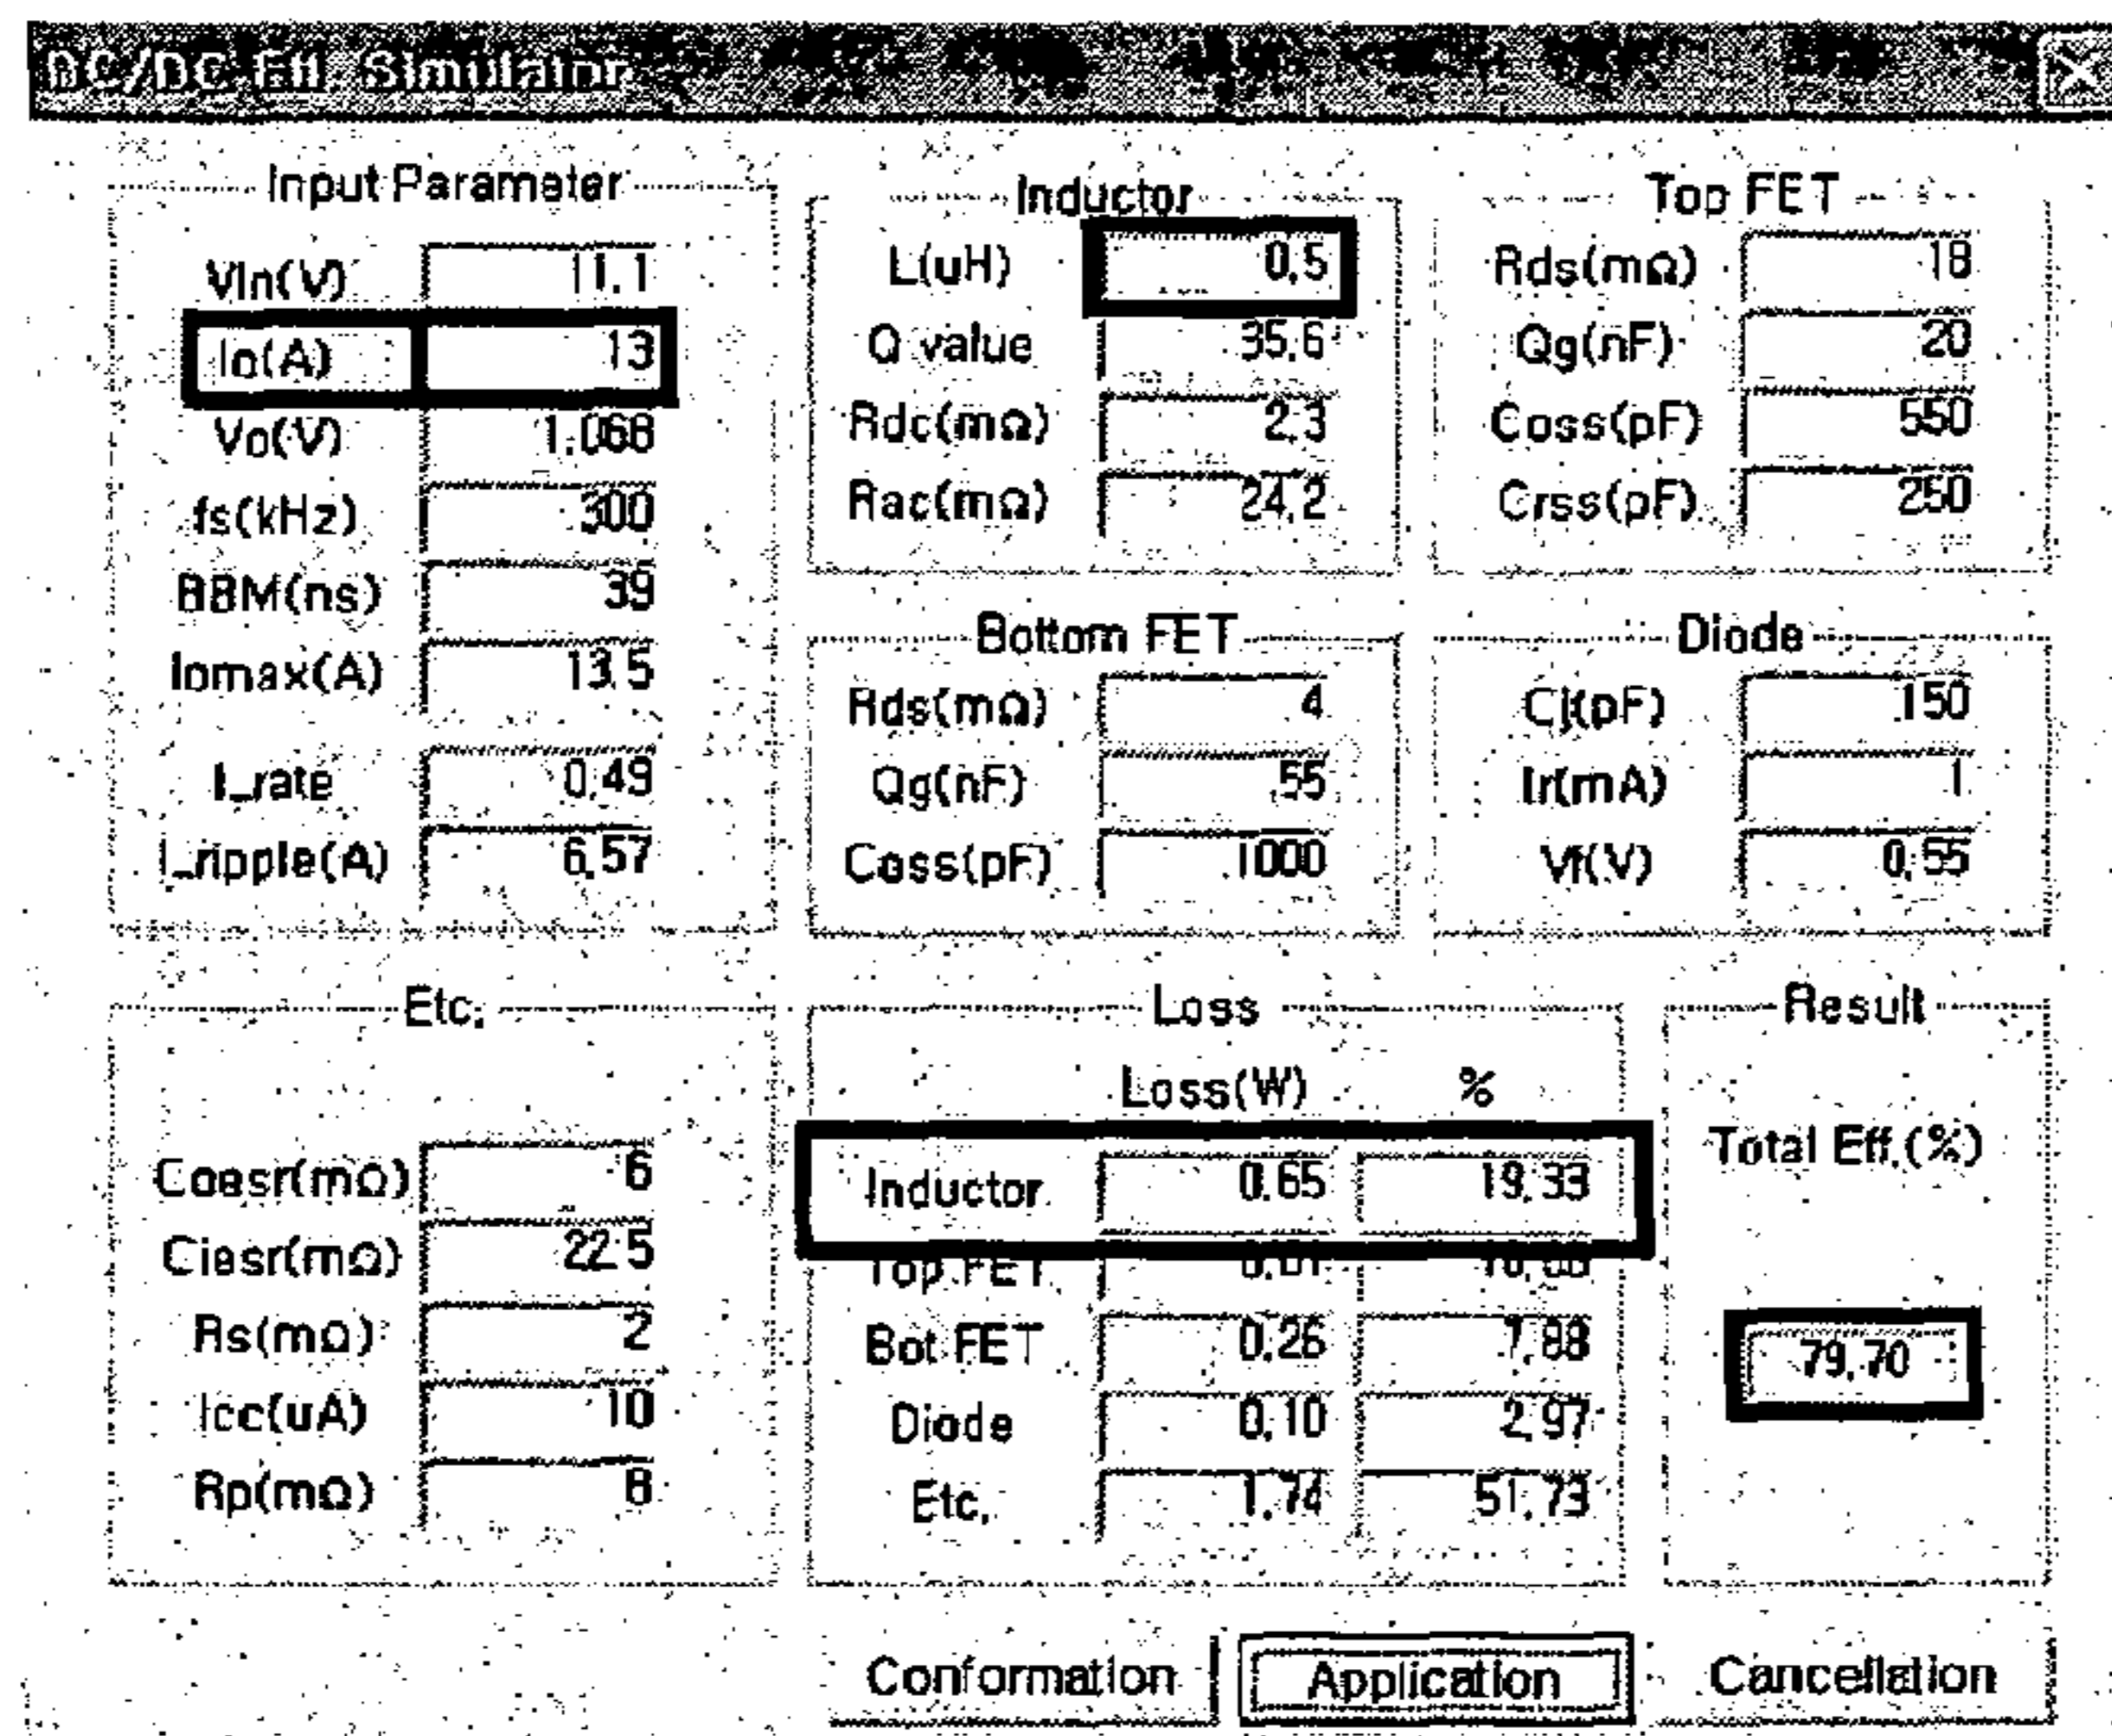 DC/DC Eff. Simulator
Input Parameter
Vin(V) 11.1
Io(A) 13
Vo(V) 1.068
fs(kHz) 300
BBM(ns) 39
Iomax(A) 13.5
I_rate 0.49
I_ripple(A) 6.57
Inductor
L(uH) 0.5
Q value 35.6
Rdc(mΩ) 2.3
Rac(mΩ) 24.2
Top FET
Rds(mΩ) 18
Qg(nF) 20
Coss(pF) 550
Crss(pF) 250
Bottom FET
Rds(mΩ) 4
Qg(nF) 55
Coss(pF) 1000
Diode
Cj(pF) 150
Ir(mA) 1
Vf(V) 0.55
Etc.
Coesr(mΩ) 6
Ciesr(mΩ) 22.5
Rs(mΩ) 2
Icc(uA) 10
Rp(mΩ) 8
Loss
Loss(W) %
Inductor 0.65 19.33
Top FET 0.61
Bot FET 0.26 7.88
Diode 0.10 2.97
Etc. 1.74 51.73
Result
Total Eff.(%)
79.70
Conformation Application Cancellation